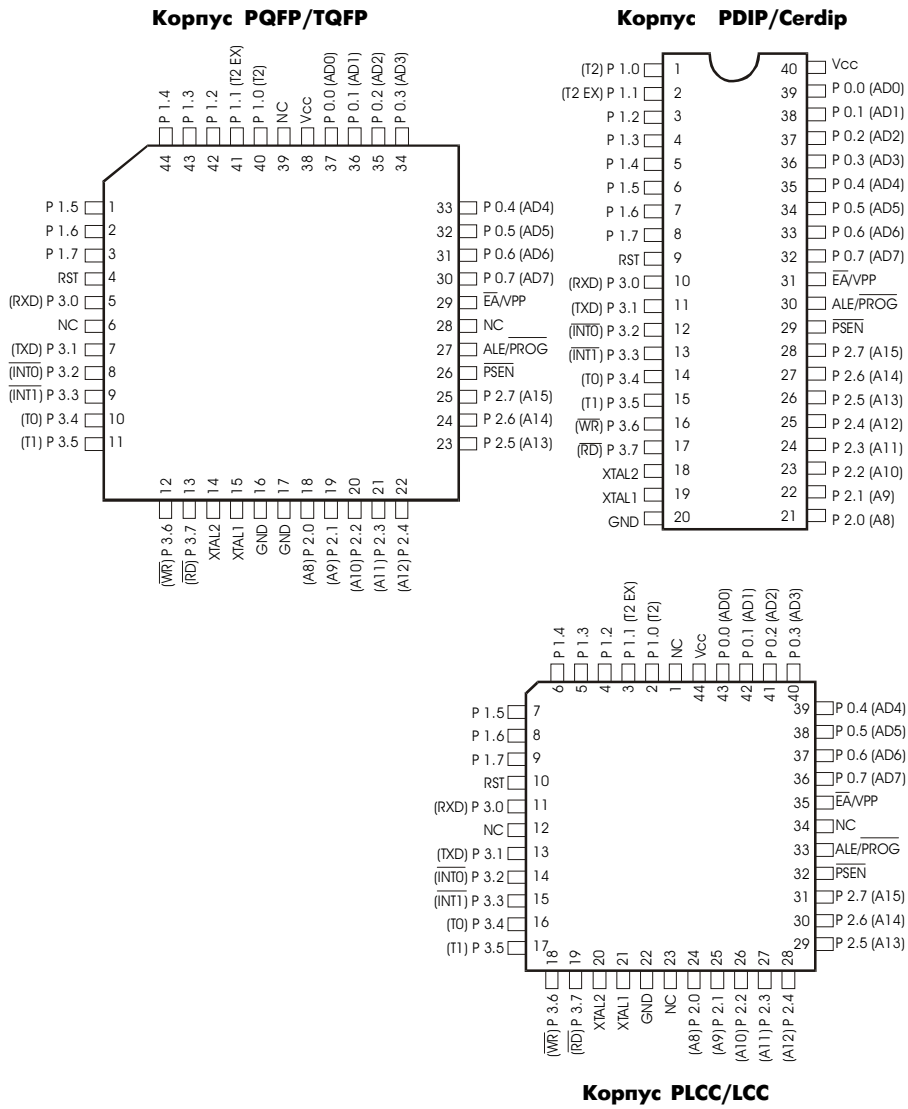 Корпус PQFP/TQFP
P 1.4
P 1.3
P 1.2
P 1.1 (T2 EX)
P 1.0 (T2)
NC
Vcc
P 0.0 (AD0)
P 0.1 (AD1)
P 0.2 (AD2)
P 0.3 (AD3)
44 43 42 41 40 39 38 37 36 35 34
P 1.5 1
P 1.6 2
P 1.7 3
RST 4
(RXD) P 3.0 5
NC 6
(TXD) P 3.1 7
(INT0) P 3.2 8
(INT1) P 3.3 9
(T0) P 3.4 10
(T1) P 3.5 11
33 P 0.4 (AD4)
32 P 0.5 (AD5)
31 P 0.6 (AD6)
30 P 0.7 (AD7)
29 EA/VPP
28 NC
27 ALE/PROG
26 PSEN
25 P 2.7 (A15)
24 P 2.6 (A14)
23 P 2.5 (A13)
12 13 14 15 16 17 18 19 20 21 22
(WR) P 3.6
(RD) P 3.7
XTAL2
XTAL1
GND
GND
(A8) P 2.0
(A9) P 2.1
(A10) P 2.2
(A11) P 2.3
(A12) P 2.4
Корпус PDIP/Cerdip
(T2) P 1.0 1 40 Vcc
(T2 EX) P 1.1 2 39 P 0.0 (AD0)
P 1.2 3 38 P 0.1 (AD1)
P 1.3 4 37 P 0.2 (AD2)
P 1.4 5 36 P 0.3 (AD3)
P 1.5 6 35 P 0.4 (AD4)
P 1.6 7 34 P 0.5 (AD5)
P 1.7 8 33 P 0.6 (AD6)
RST 9 32 P 0.7 (AD7)
(RXD) P 3.0 10 31 EA/VPP
(TXD) P 3.1 11 30 ALE/PROG
(INT0) P 3.2 12 29 PSEN
(INT1) P 3.3 13 28 P 2.7 (A15)
(T0) P 3.4 14 27 P 2.6 (A14)
(T1) P 3.5 15 26 P 2.5 (A13)
(WR) P 3.6 16 25 P 2.4 (A12)
(RD) P 3.7 17 24 P 2.3 (A11)
XTAL2 18 23 P 2.2 (A10)
XTAL1 19 22 P 2.1 (A9)
GND 20 21 P 2.0 (A8)
P 1.4
P 1.3
P 1.2
P 1.1 (T2 EX)
P 1.0 (T2)
NC
Vcc
P 0.0 (AD0)
P 0.1 (AD1)
P 0.2 (AD2)
P 0.3 (AD3)
6 5 4 3 2 1 44 43 42 41 40
P 1.5 7
P 1.6 8
P 1.7 9
RST 10
(RXD) P 3.0 11
NC 12
(TXD) P 3.1 13
(INT0) P 3.2 14
(INT1) P 3.3 15
(T0) P 3.4 16
(T1) P 3.5 17
39 P 0.4 (AD4)
38 P 0.5 (AD5)
37 P 0.6 (AD6)
36 P 0.7 (AD7)
35 EA/VPP
34 NC
33 ALE/PROG
32 PSEN
31 P 2.7 (A15)
30 P 2.6 (A14)
29 P 2.5 (A13)
18 19 20 21 22 23 24 25 26 27 28
(WR) P 3.6
(RD) P 3.7
XTAL2
XTAL1
GND
NC
(A8) P 2.0
(A9) P 2.1
(A10) P 2.2
(A11) P 2.3
(A12) P 2.4
Корпус PLCC/LCC